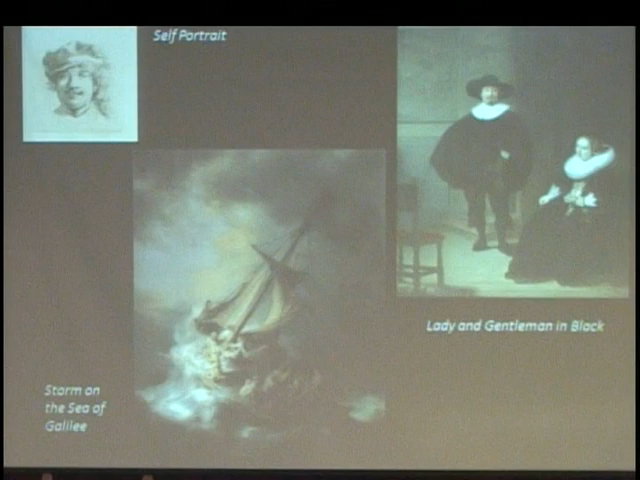 Self Portrait
Lady and Gentleman in Black
Storm on
the Sea of
Galilee